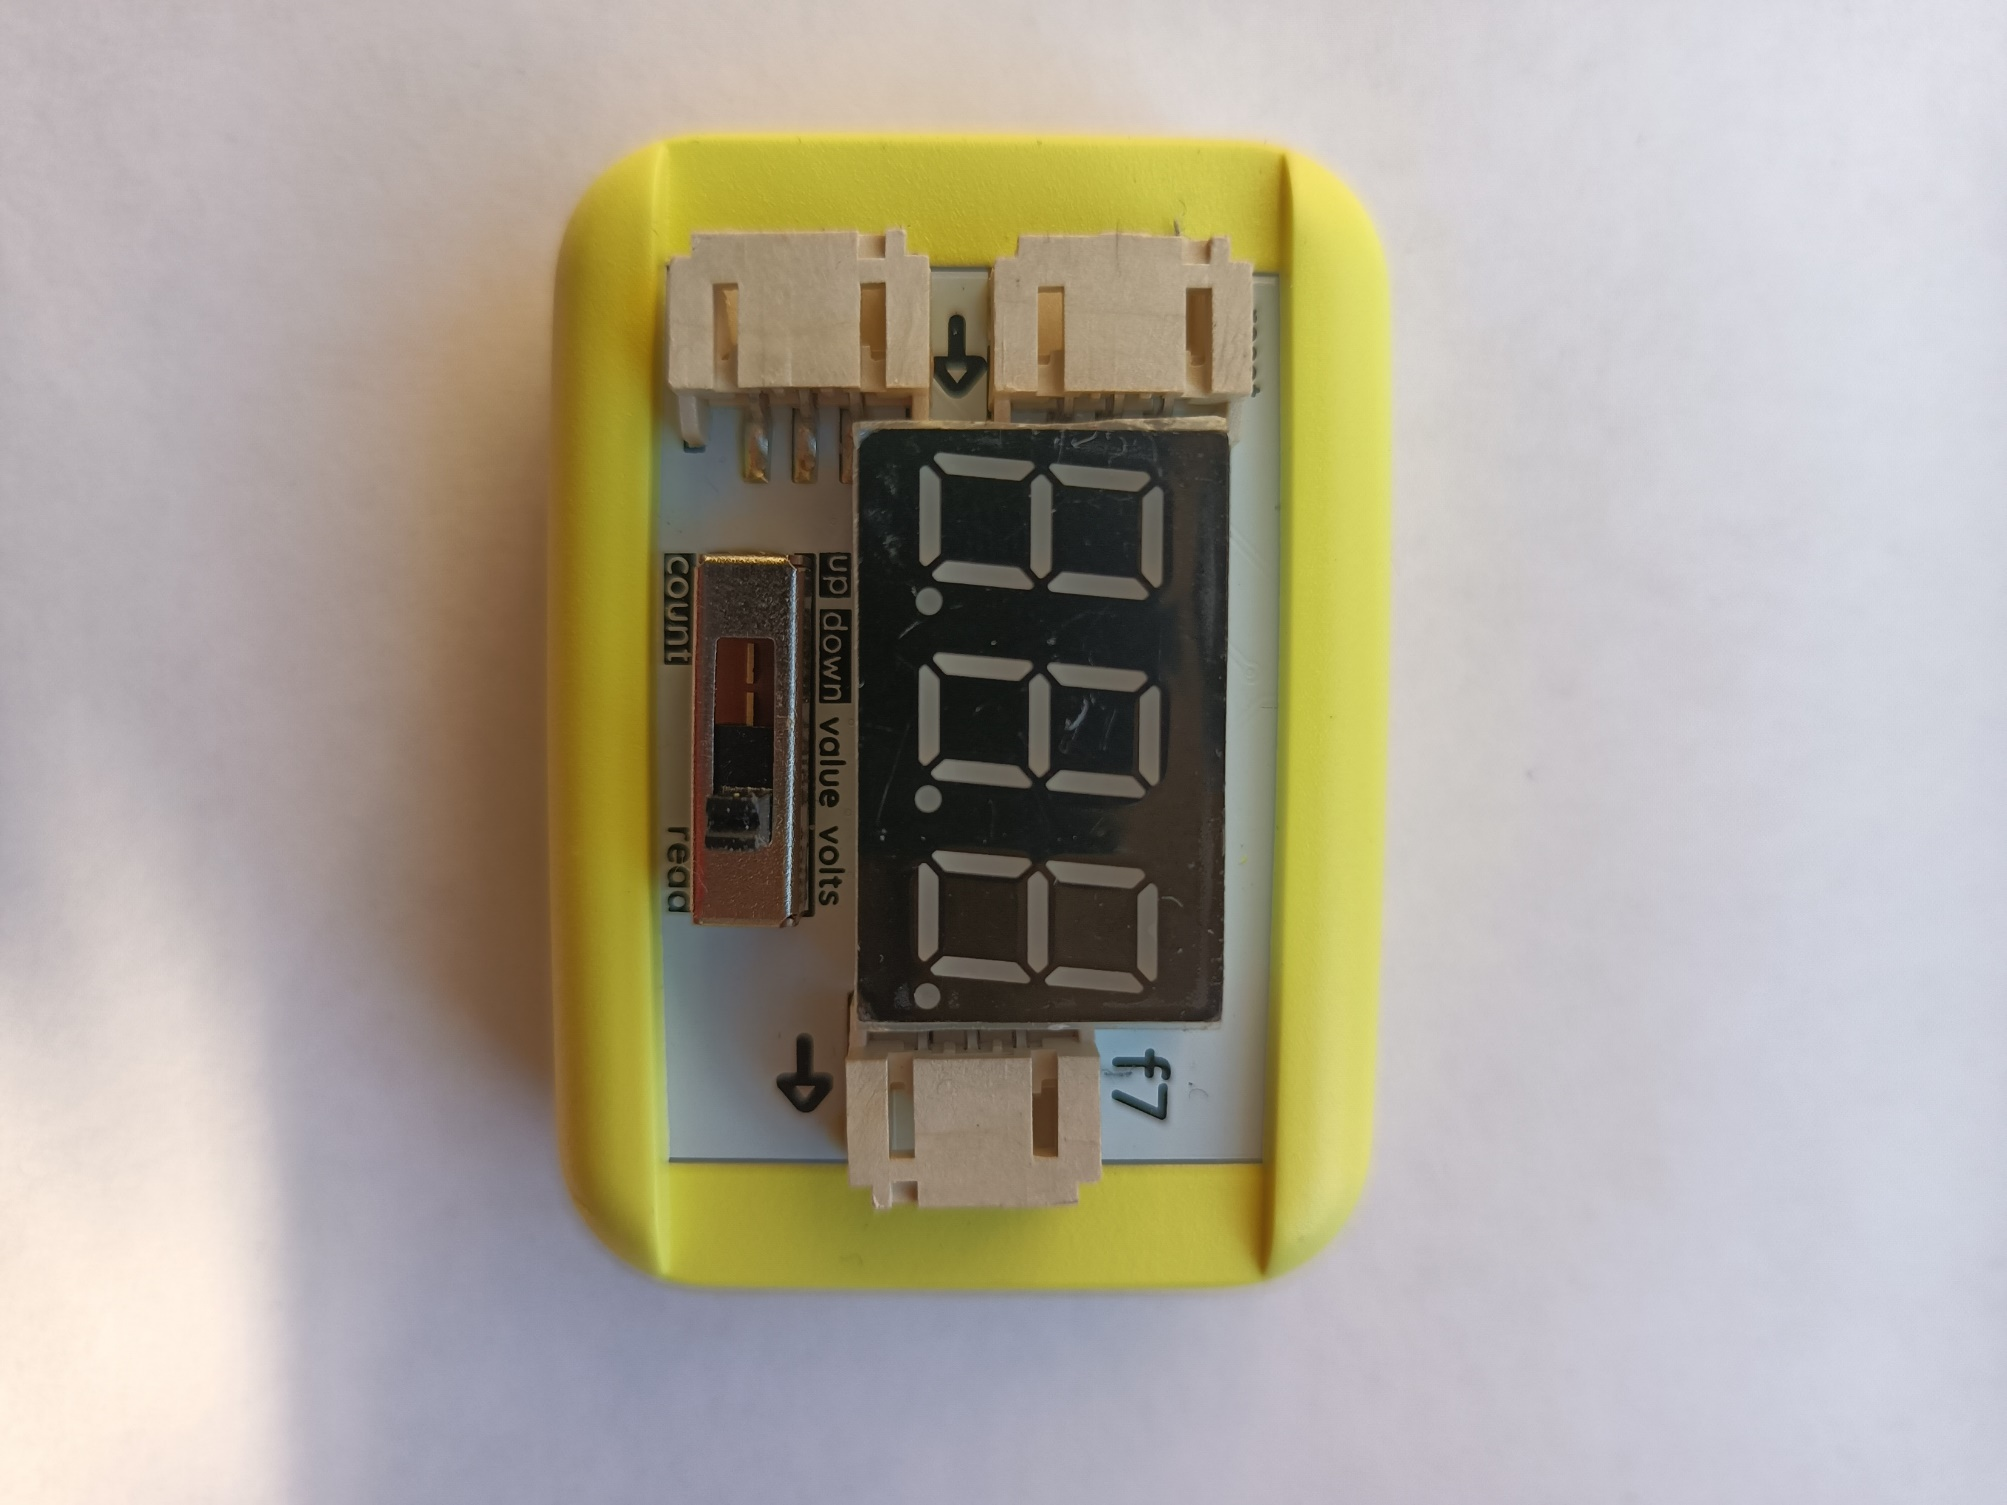 up down value volts
count read
f7